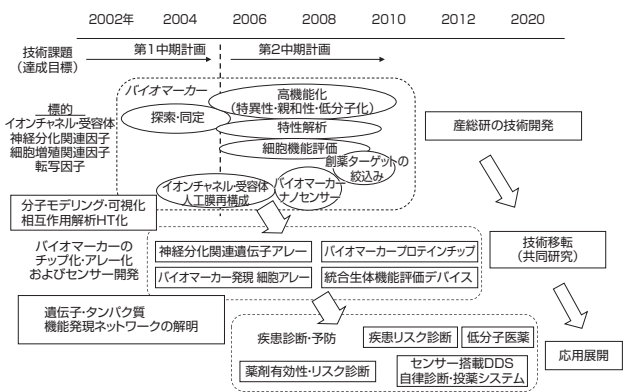 2002年 2004 2006 2008 2010 2012 2020
技術課題
(達成目標)
第1中期計画
第2中期計画
バイオマーカー
高機能化
(特異性・親和性・低分子化)
探索・同定
特性解析
細胞機能評価
創薬ターゲットの
絞込み
標的
イオンチャネル・受容体
神経分化関連因子
細胞増殖関連因子
転写因子
イオンチャネル・受容体
人工膜再構成
バイオマーカー
ナノセンサー
産総研の技術開発
分子モデリング・可視化
相互作用解析HT化
バイオマーカーの
チップ化・アレー化
およびセンサー開発
神経分化関連遺伝子アレー
バイオマーカープロテインチップ
バイオマーカー発現 細胞アレー
統合生体機能評価デバイス
技術移転
(共同研究)
遺伝子・タンパク質
機能発現ネットワークの解明
疾患診断・予防
疾患リスク診断
低分子医薬
薬剤有効性・リスク診断
センサー搭載DDS
自律診断・投薬システム
応用展開